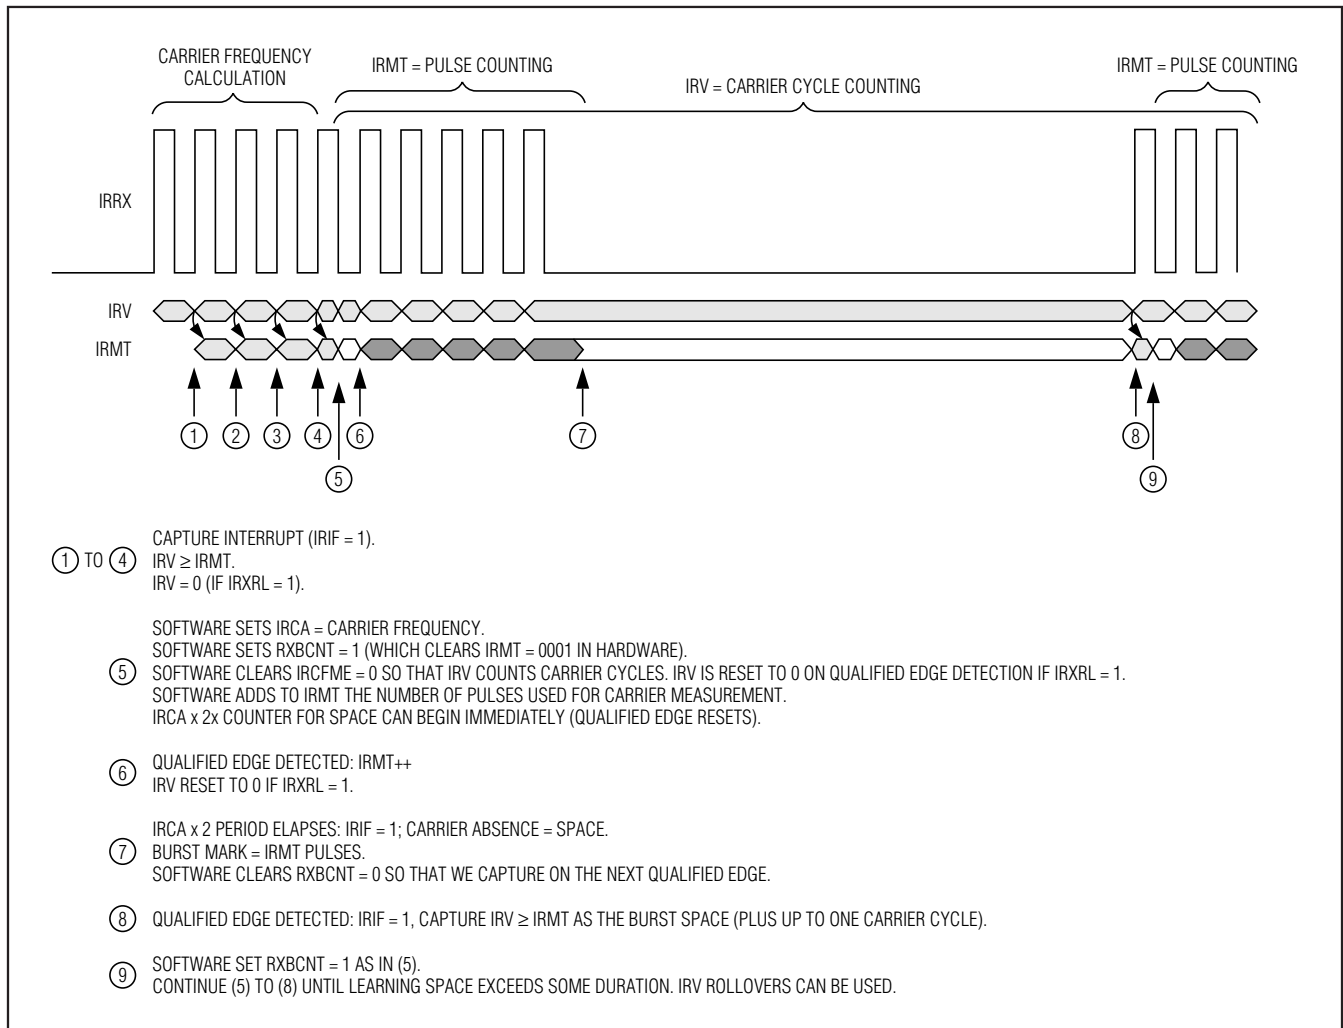 CARRIER FREQUENCY
CALCULATION
IRMT = PULSE COUNTING
IRV = CARRIER CYCLE COUNTING
IRMT = PULSE COUNTING
IRRX
IRV
IRMT
1
2
3
4
6
7
8
5
9
1 TO 4
CAPTURE INTERRUPT (IRIF = 1).
IRV ≥ IRMT.
IRV = 0 (IF IRXRL = 1).
5
SOFTWARE SETS IRCA = CARRIER FREQUENCY.
SOFTWARE SETS RXBCNT = 1 (WHICH CLEARS IRMT = 0001 IN HARDWARE).
SOFTWARE CLEARS IRCFME = 0 SO THAT IRV COUNTS CARRIER CYCLES. IRV IS RESET TO 0 ON QUALIFIED EDGE DETECTION IF IRXRL = 1.
SOFTWARE ADDS TO IRMT THE NUMBER OF PULSES USED FOR CARRIER MEASUREMENT.
IRCA x 2x COUNTER FOR SPACE CAN BEGIN IMMEDIATELY (QUALIFIED EDGE RESETS).
6
QUALIFIED EDGE DETECTED: IRMT++
IRV RESET TO 0 IF IRXRL = 1.
7
IRCA x 2 PERIOD ELAPSES: IRIF = 1; CARRIER ABSENCE = SPACE.
BURST MARK = IRMT PULSES.
SOFTWARE CLEARS RXBCNT = 0 SO THAT WE CAPTURE ON THE NEXT QUALIFIED EDGE.
8
QUALIFIED EDGE DETECTED: IRIF = 1, CAPTURE IRV ≥ IRMT AS THE BURST SPACE (PLUS UP TO ONE CARRIER CYCLE).
9
SOFTWARE SET RXBCNT = 1 AS IN (5).
CONTINUE (5) TO (8) UNTIL LEARNING SPACE EXCEEDS SOME DURATION. IRV ROLLOVERS CAN BE USED.